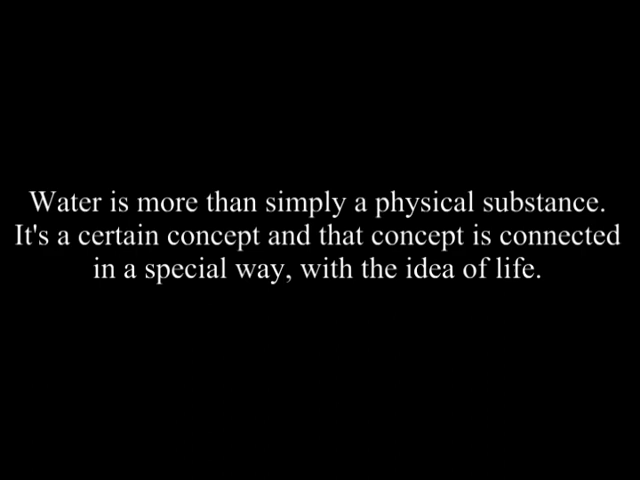 Water is more than simply a physical substance.
It's a certain concept and that concept is connected
in a special way, with the idea of life.